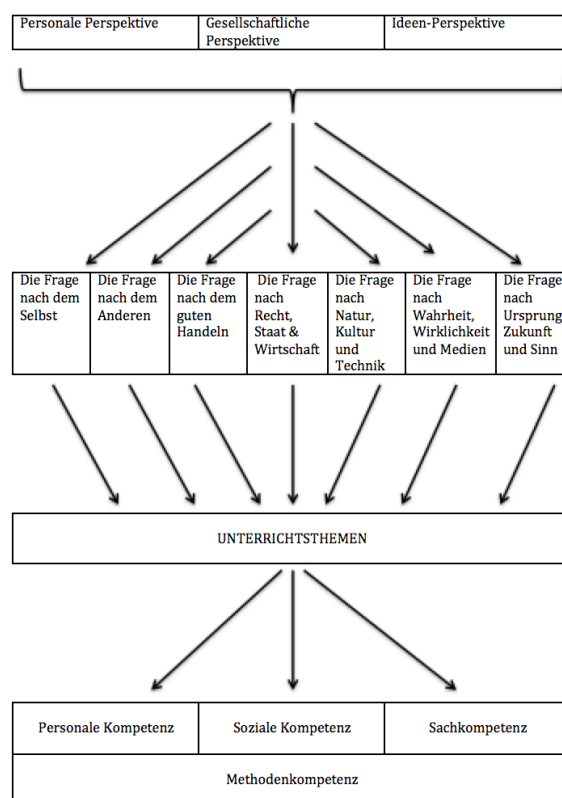 Personale Perspektive
Gesellschaftliche
Perspektive
Ideen-Perspektive
Die Frage
nach dem
Selbst
Die Frage
nach dem
Anderen
Die Frage
nach dem
guten
Handeln
Die Frage
nach
Recht,
Staat &
Wirtschaft
Die Frage
nach
Natur,
Kultur
und
Technik
Die Frage
nach
Wahrheit,
Wirklichkeit
und Medien
Die Frage
nach
Ursprung
Zukunft
und Sinn
UNTERRICHTSTHEMEN
Personale Kompetenz
Soziale Kompetenz
Sachkompetenz
Methodenkompetenz